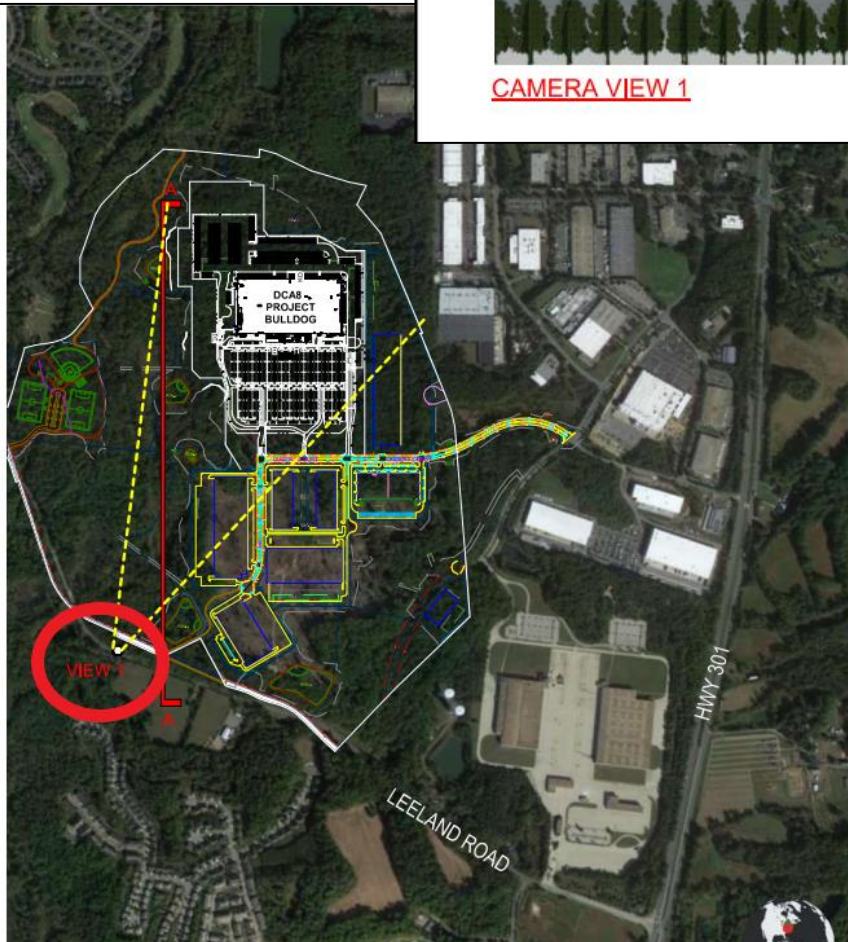 CAMERA VIEW 1
A
DCA8
PROJECT
BULLDOG
VIEW 1
A
HWY 301
LEELAND ROAD